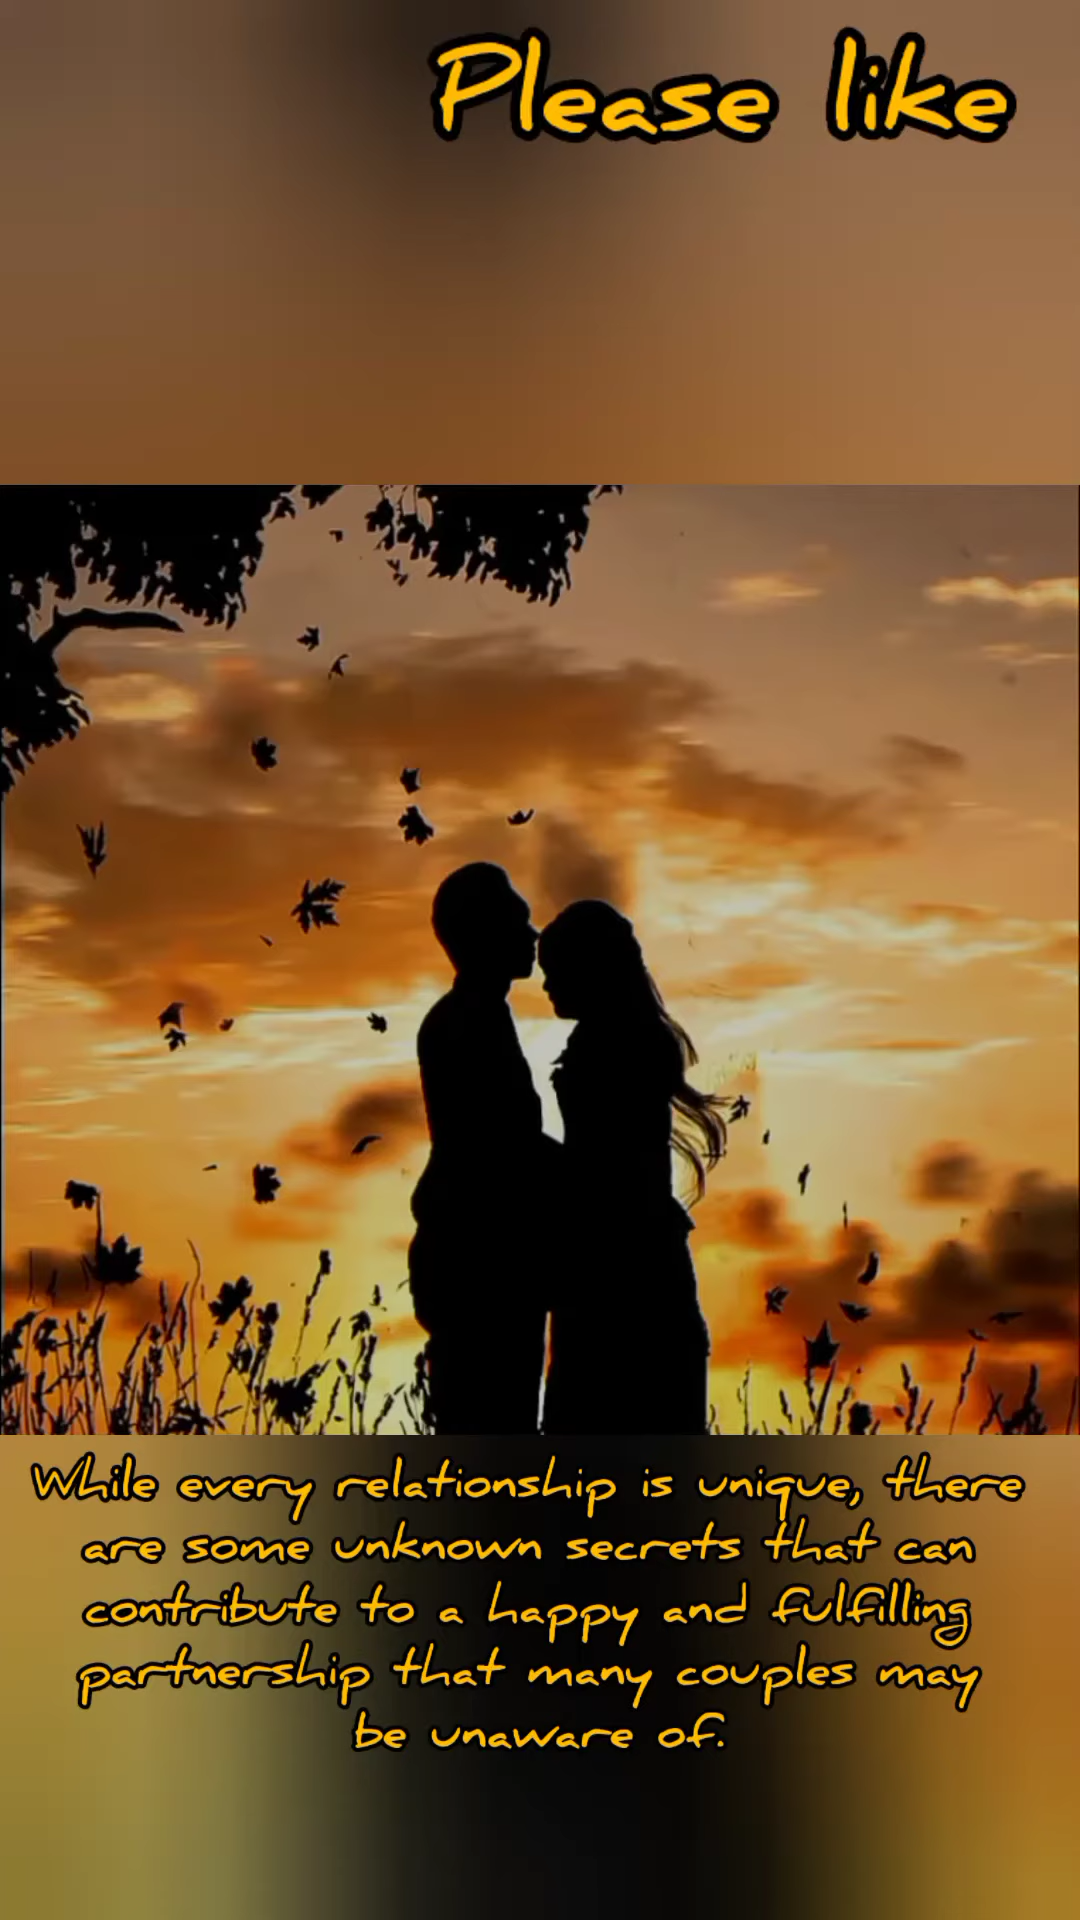 Please like
While every relationship is unique, there
are some unknown secrets that can
contribute to a happy and fulfilling
partnership that many couples may
be unaware of.